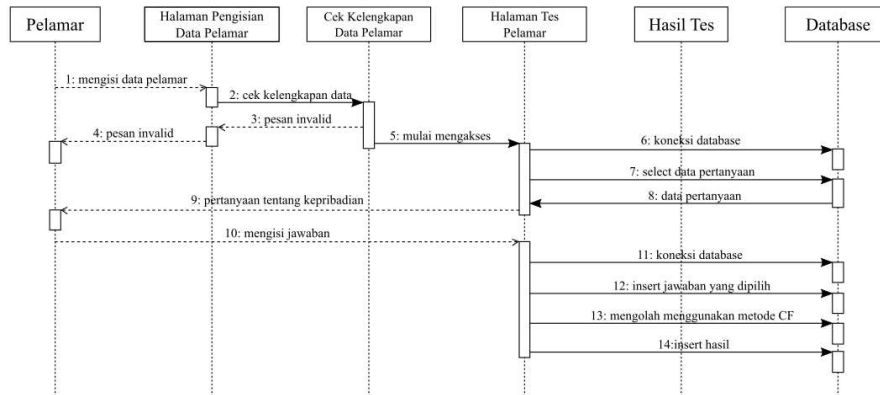 Pelamar
Halaman Pengisian
Data Pelamar
Cek Kelengkapan
Data Pelamar
Halaman Tes
Pelamar
Hasil Tes
Database
1: mengisi data pelamar
2: cek kelengkapan data
3: pesan invalid
4: pesan invalid
5: mulai mengakses
6: koneksi database
7: select data pertanyaan
8: data pertanyaan
9: pertanyaan tentang kepribadian
10: mengisi jawaban
11: koneksi database
12: insert jawaban yang dipilih
13: mengolah menggunakan metode CF
14:insert hasil